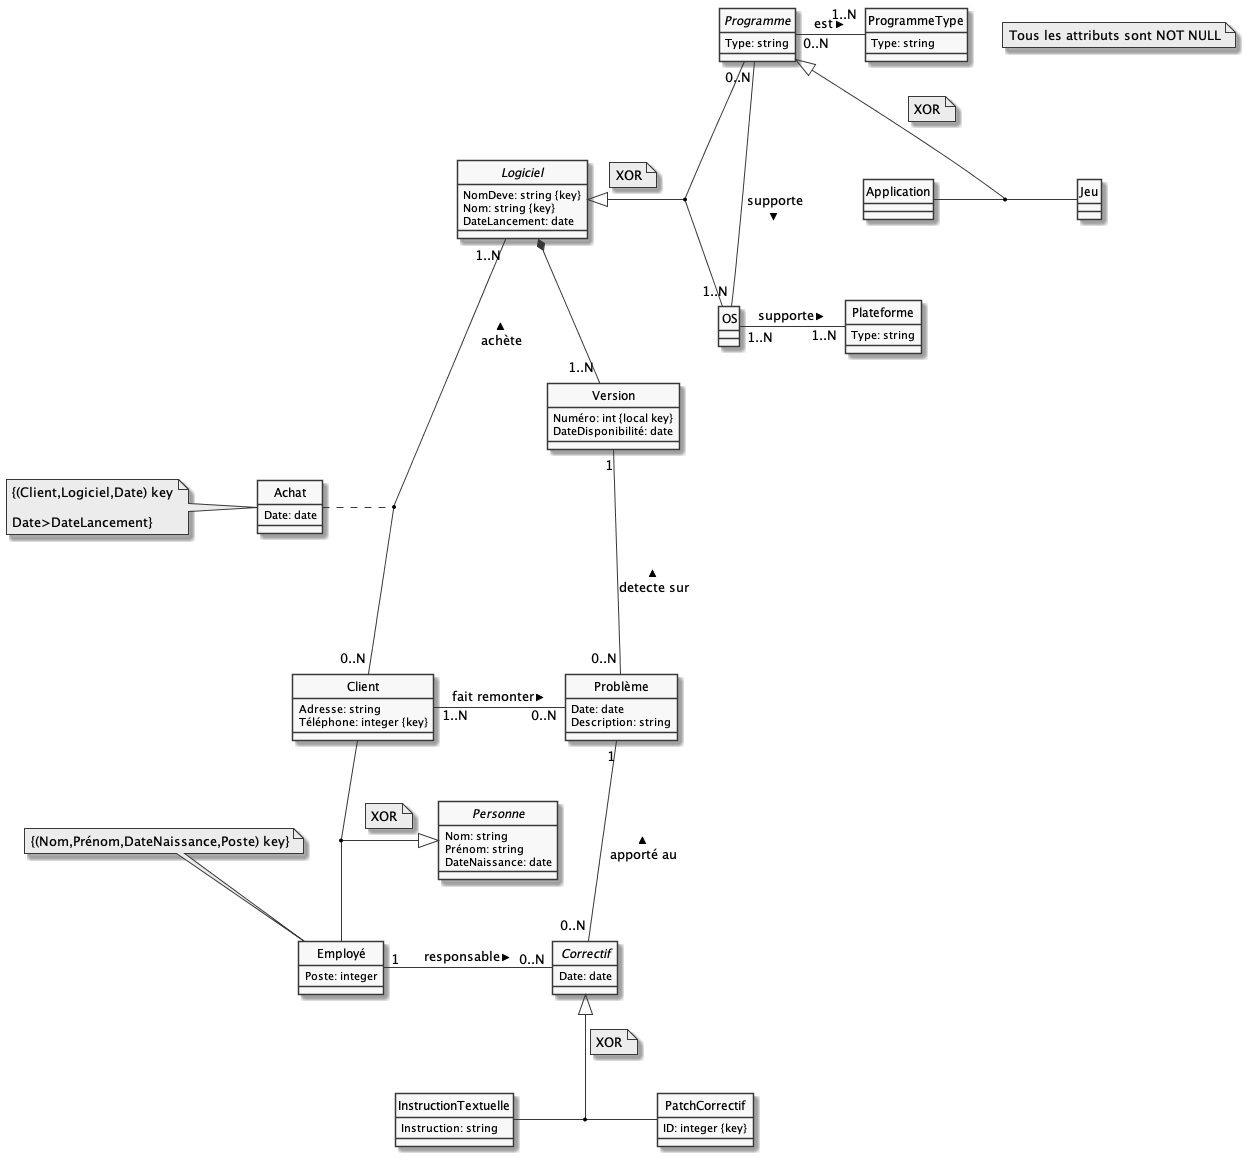 Programme
Type: string
est▶
1..N
0..N
ProgrammeType
Type: string
Tous les attributs sont NOT NULL
0..N
XOR
Logiciel
NomDeve: string {key}
Nom: string {key}
DateLancement: date
XOR
supporte
▼
Application
Jeu
1..N
1..N
OS
supporte▶
1..N
1..N
Plateforme
Type: string
▲
achète
1..N
Version
Numéro: int {local key}
DateDisponibilité: date
1
{(Client,Logiciel,Date) key
Date>DateLancement}
Achat
Date: date
▲
detecte sur
0..N
0..N
Client
Adresse: string
Téléphone: integer {key}
fait remonter▶
1..N
0..N
Problème
Date: date
Description: string
1
XOR
Personne
Nom: string
Prénom: string
DateNaissance: date
{(Nom,Prénom,DateNaissance,Poste) key}
▲
apporté au
0..N
Employé
Poste: integer
1
responsable▶
0..N
Correctif
Date: date
XOR
InstructionTextuelle
Instruction: string
PatchCorrectif
ID: integer {key}